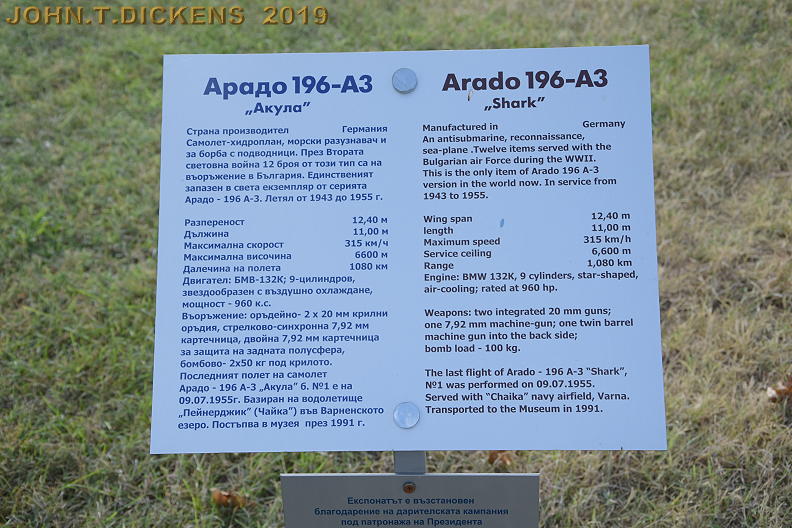 JOHN.T.DICKENS 2019
Арадо 196-А3
„Акула”
Страна производител Германия
Самолет-хидроплан, морски разузнавач и
за борба с подводници. През Втората
световна война 12 броя от този тип са на
въоръжение в България. Единственият
запазен в света екземпляр от серията
Арадо - 196 А-3. Летял от 1943 до 1955 г.
Разпереност 12,40 м
Дължина 11,00 м
Максимална скорост 315 км/ч
Максимална височина 6600 м
Далечина на полета 1080 км
Двигател: БМВ-132К; 9-цилиндров,
звездообразен с въздушно охлаждане,
мощност - 960 к.с.
Въоръжение: оръдейно- 2 х 20 мм крилни
оръдия, стрелково-синхронна 7,92 мм
картечница, двойна 7,92 мм картечница
за защита на задната полусфера,
бомбово- 2х50 кг под крилото.
Последният полет на самолет
Арадо - 196 А-3 „Акула” б. №1 е на
09.07.1955г. Базиран на водолетище
„Пейнерджик” (Чайка”) във Варненското
езеро. Постъпва в музея през 1991 г.
Arado 196-A3
„Shark”
Manufactured in Germany
An antisubmarine, reconnaissance,
sea-plane .Twelve items served with the
Bulgarian air Force during the WWII.
This is the only item of Arado 196 A-3
version in the world now. In service from
1943 to 1955.
Wing span 12,40 m
length 11,00 m
Maximum speed 315 km/h
Service ceiling 6,600 m
Range 1,080 km
Engine: BMW 132K, 9 cylinders, star-shaped,
air-cooling; rated at 960 hp.
Weapons: two integrated 20 mm guns;
one 7,92 mm machine-gun; one twin barrel
machine gun into the back side;
bomb load - 100 kg.
The last flight of Arado - 196 A-3 “Shark”,
№1 was performed on 09.07.1955.
Served with “Chaika” navy airfield, Varna.
Transported to the Museum in 1991.
Експонатът е възстановен
благодарение на дарителската кампания
под патронажа на Президента